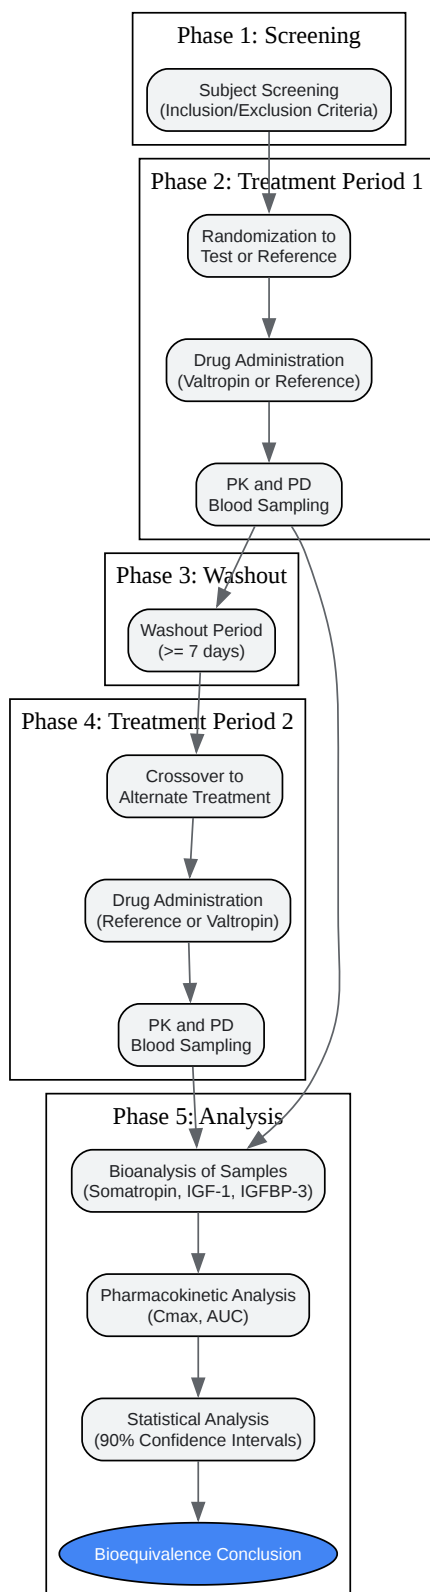 Phase 1: Screening
Subject Screening
(Inclusion/Exclusion Criteria)
Phase 2: Treatment Period 1
Randomization to
Test or Reference
Drug Administration
(Valtropin or Reference)
PK and PD
Blood Sampling
Phase 3: Washout
Washout Period
(>= 7 days)
Phase 4: Treatment Period 2
Crossover to
Alternate Treatment
Drug Administration
(Reference or Valtropin)
PK and PD
Blood Sampling
Phase 5: Analysis
Bioanalysis of Samples
(Somatropin, IGF-1, IGFBP-3)
Pharmacokinetic Analysis
(Cmax, AUC)
Statistical Analysis
(90% Confidence Intervals)
Bioequivalence Conclusion